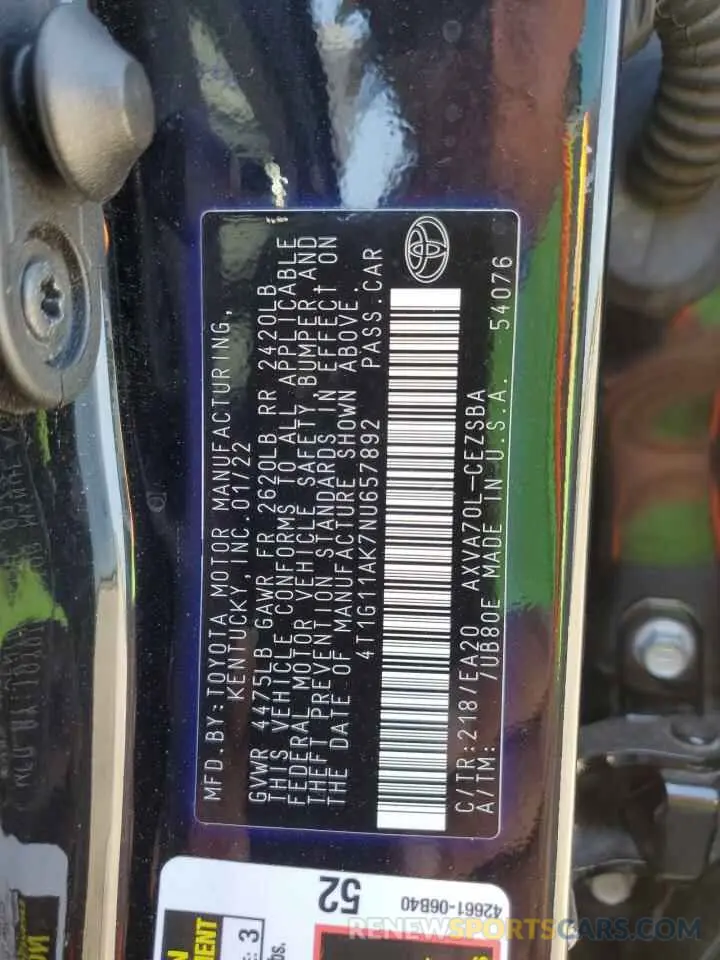 MFD.BY:TOYOTA MOTOR MANUFACTURING,
KENTUCKY, INC.01/22
GVWR 4475LB GAWR FR 2620LB RR 2420LB
THIS VEHICLE CONFORMS TO ALL APPLICABLE
FEDERAL MOTOR VEHICLE SAFETY, BUMPER AND
THEFT PREVENTION STANDARDS IN EFFECT ON
THE DATE OF MANUFACTURE SHOWN ABOVE.
4T1G11AK7NU657892 PASS.CAR
C/TR:218/EA20 AXVA70L-CEZSBA
A/TM: /UB80E MADE IN U.S.A. 54076
52
42661-06B40
3
RENEWSPORTSCARS.COM